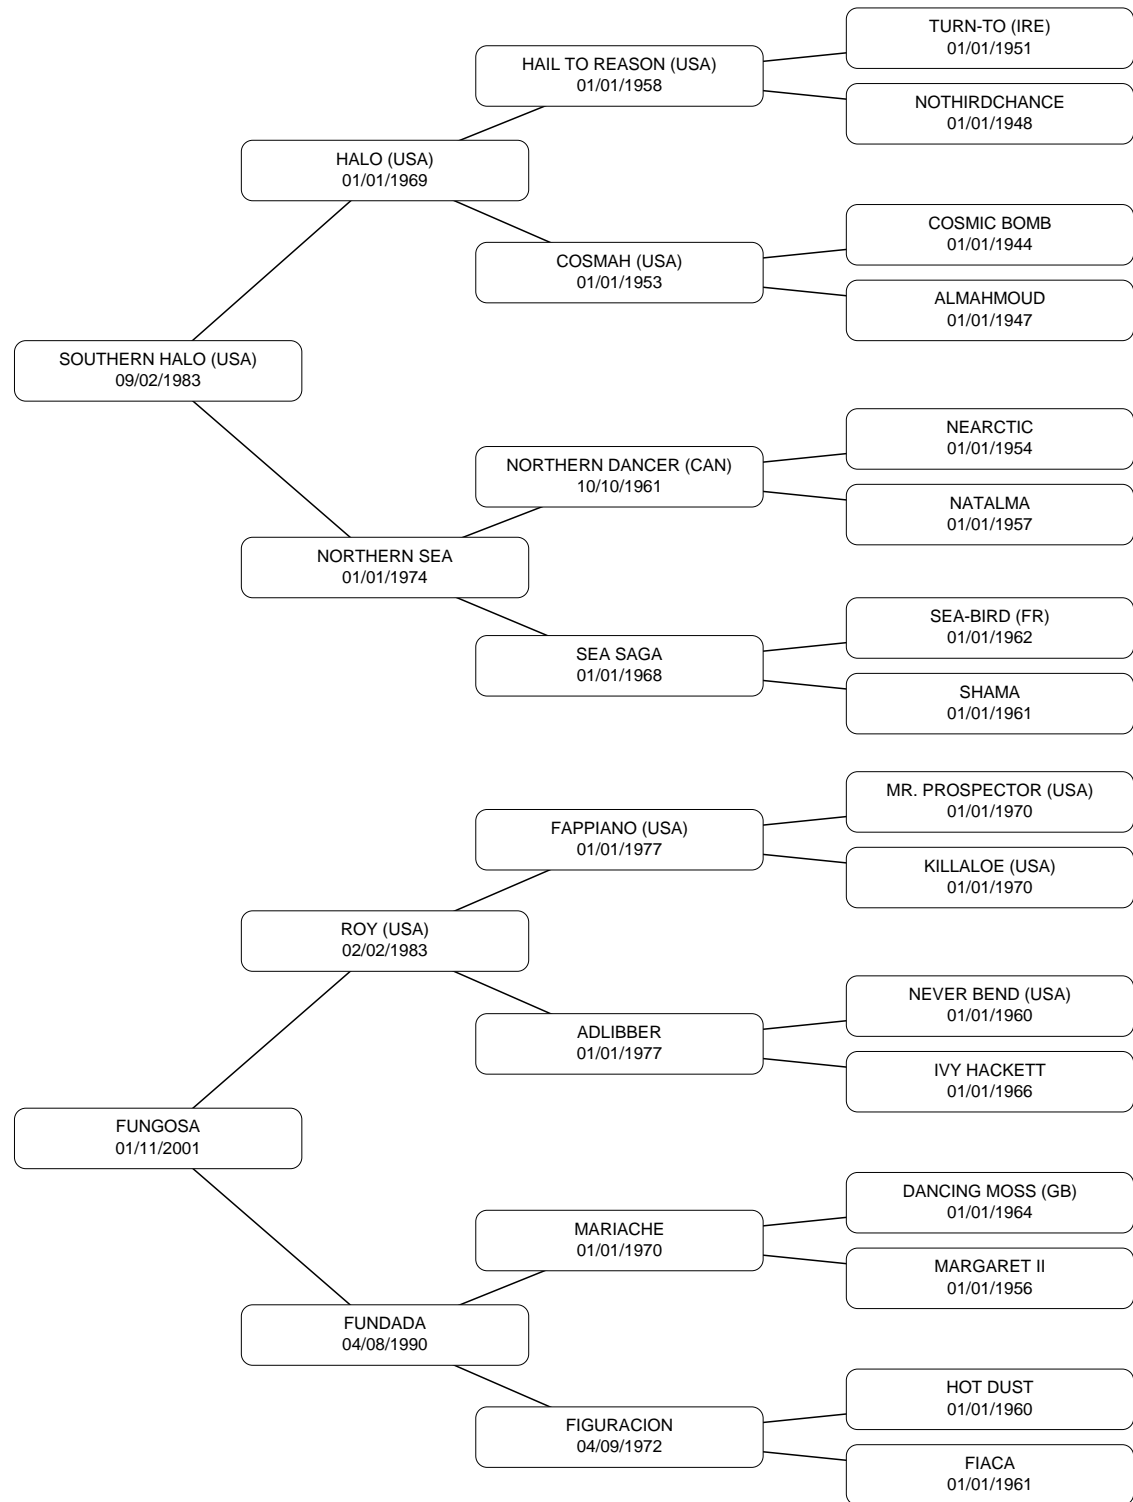 TURN-TO (IRE)
01/01/1951
HAIL TO REASON (USA)
01/01/1958
NOTHIRDCHANCE
01/01/1948
HALO (USA)
01/01/1969
COSMIC BOMB
01/01/1944
COSMAH (USA)
01/01/1953
ALMAHMOUD
01/01/1947
SOUTHERN HALO (USA)
09/02/1983
NEARCTIC
01/01/1954
NORTHERN DANCER (CAN)
10/10/1961
NATALMA
01/01/1957
NORTHERN SEA
01/01/1974
SEA-BIRD (FR)
01/01/1962
SEA SAGA
01/01/1968
SHAMA
01/01/1961
MR. PROSPECTOR (USA)
01/01/1970
FAPPIANO (USA)
01/01/1977
KILLALOE (USA)
01/01/1970
ROY (USA)
02/02/1983
NEVER BEND (USA)
01/01/1960
ADLIBBER
01/01/1977
IVY HACKETT
01/01/1966
FUNGOSA
01/11/2001
DANCING MOSS (GB)
01/01/1964
MARIACHE
01/01/1970
MARGARET II
01/01/1956
FUNDADA
04/08/1990
HOT DUST
01/01/1960
FIGURACION
04/09/1972
FIACA
01/01/1961